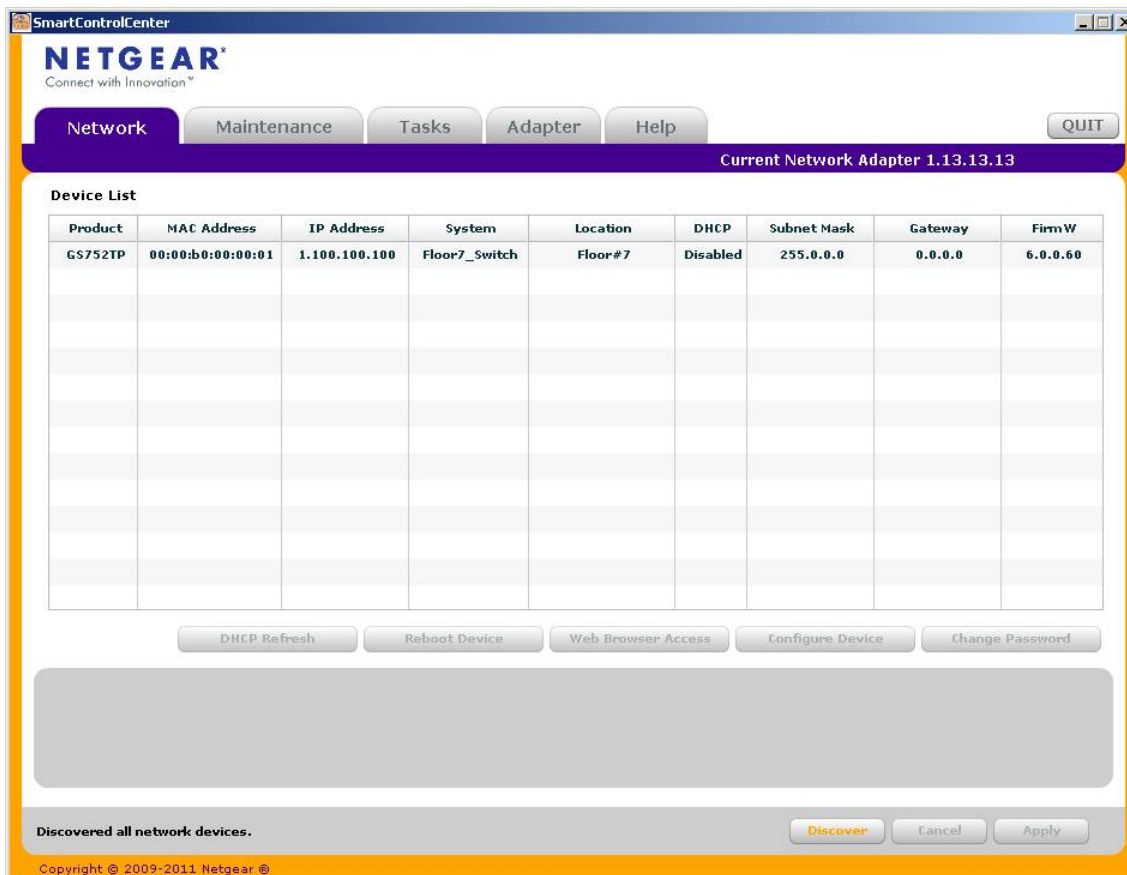 SmartControlCenter
NETGEAR®
Connect with Innovation™
Network Maintenance Tasks Adapter Help QUIT
Current Network Adapter 1.13.13.13
Device List
Product MAC Address IP Address System Location DHCP Subnet Mask Gateway FirmW
GS752TP 00:00:b0:00:00:01 1.100.100.100 Floor7_Switch Floor#7 Disabled 255.0.0.0 0.0.0.0 6.0.0.60
DHCP Refresh Reboot Device Web Browser Access Configure Device Change Password
Discovered all network devices. Discover Cancel Apply
Copyright © 2009-2011 Netgear ®